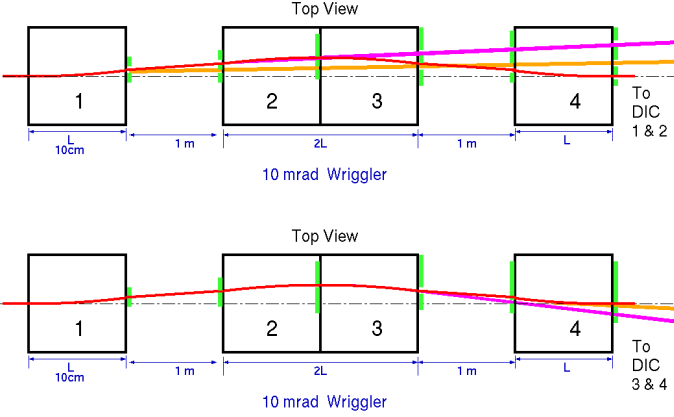 Top View
1
2
3
4
To
DIC
1 & 2
L
10cm
1 m
2L
1 m
L
10 mrad Wriggler
Top View
1
2
3
4
To
DIC
3 & 4
L
10cm
1 m
2L
1 m
L
10 mrad Wriggler